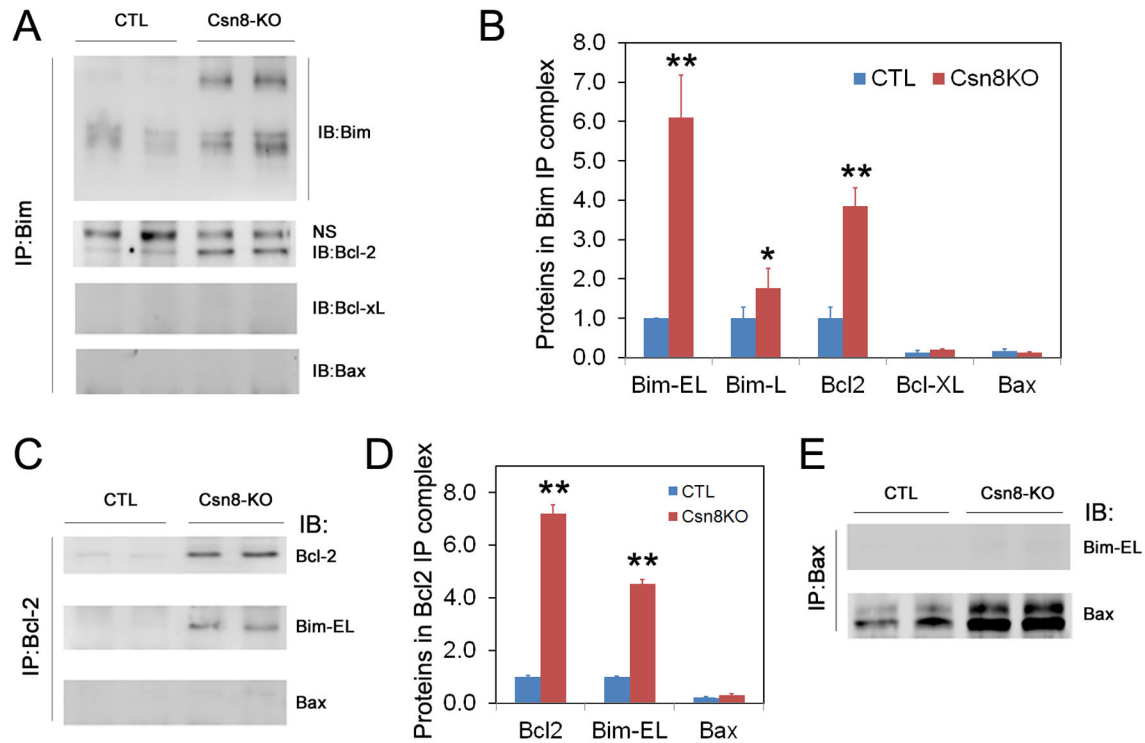 A
CTL
Csn8-KO
IP:Bim
IB:Bim
NS
IB:Bcl-2
IB:Bcl-xL
IB:Bax
B
Proteins in Bim IP complex
8.0
7.0
6.0
5.0
4.0
3.0
2.0
1.0
0.0
CTL
Csn8KO
**
*
**
Bim-EL
Bim-L
Bcl2
Bcl-XL
Bax
C
CTL
Csn8-KO
IB:
IP:Bcl-2
Bcl-2
Bim-EL
Bax
D
Proteins in Bcl2 IP complex
8.0
6.0
4.0
2.0
0.0
CTL
Csn8KO
**
**
Bcl2
Bim-EL
Bax
E
CTL
Csn8-KO
IB:
IP:Bax
Bim-EL
Bax